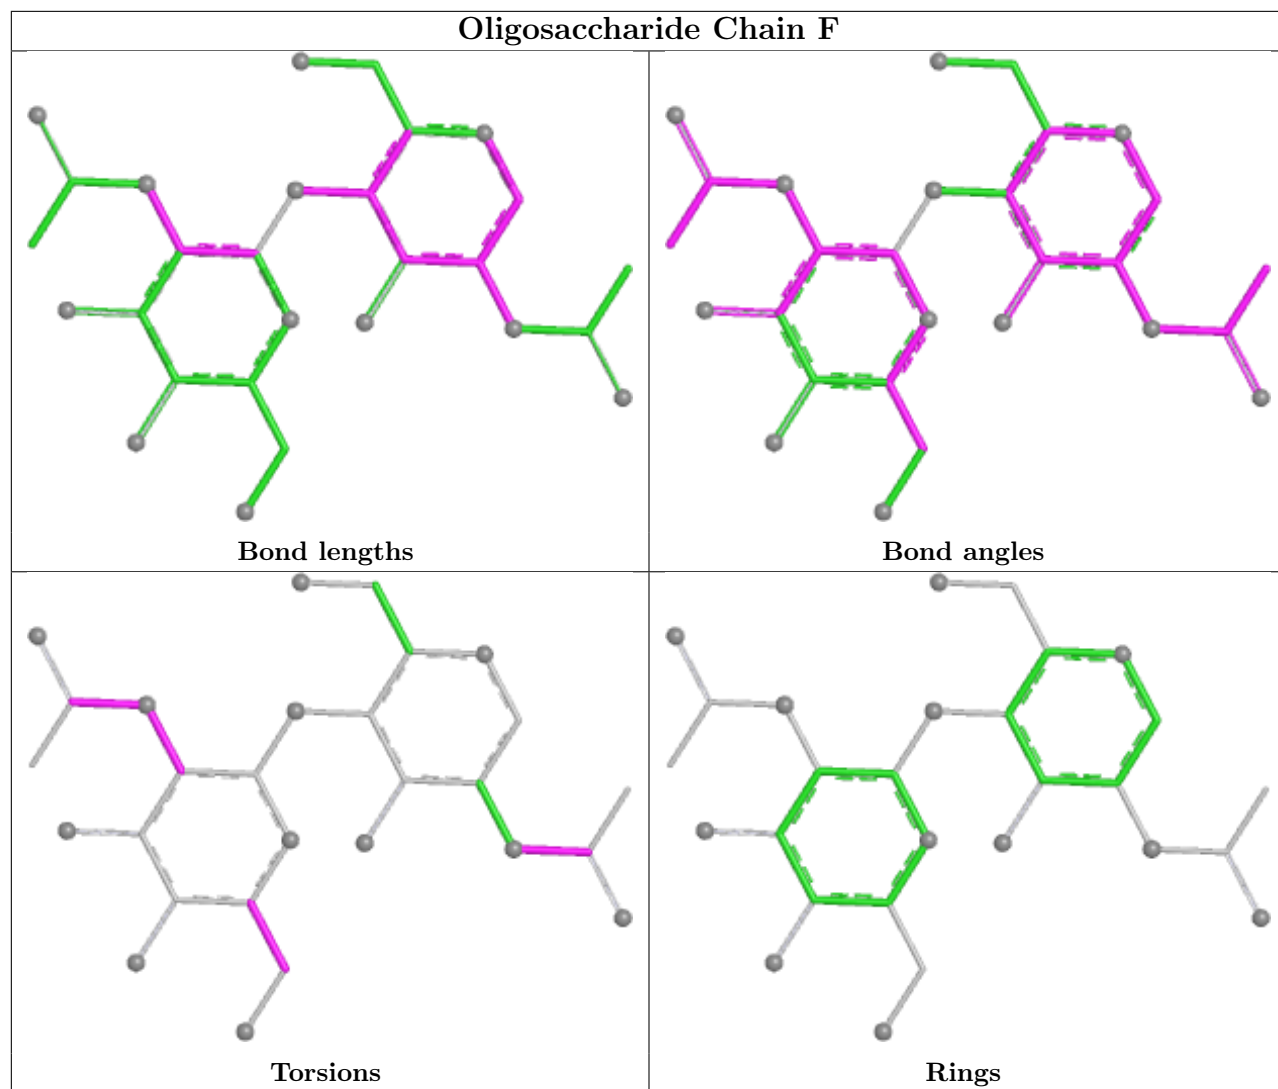 Oligosaccharide Chain F
Bond lengths
Bond angles
Torsions
Rings